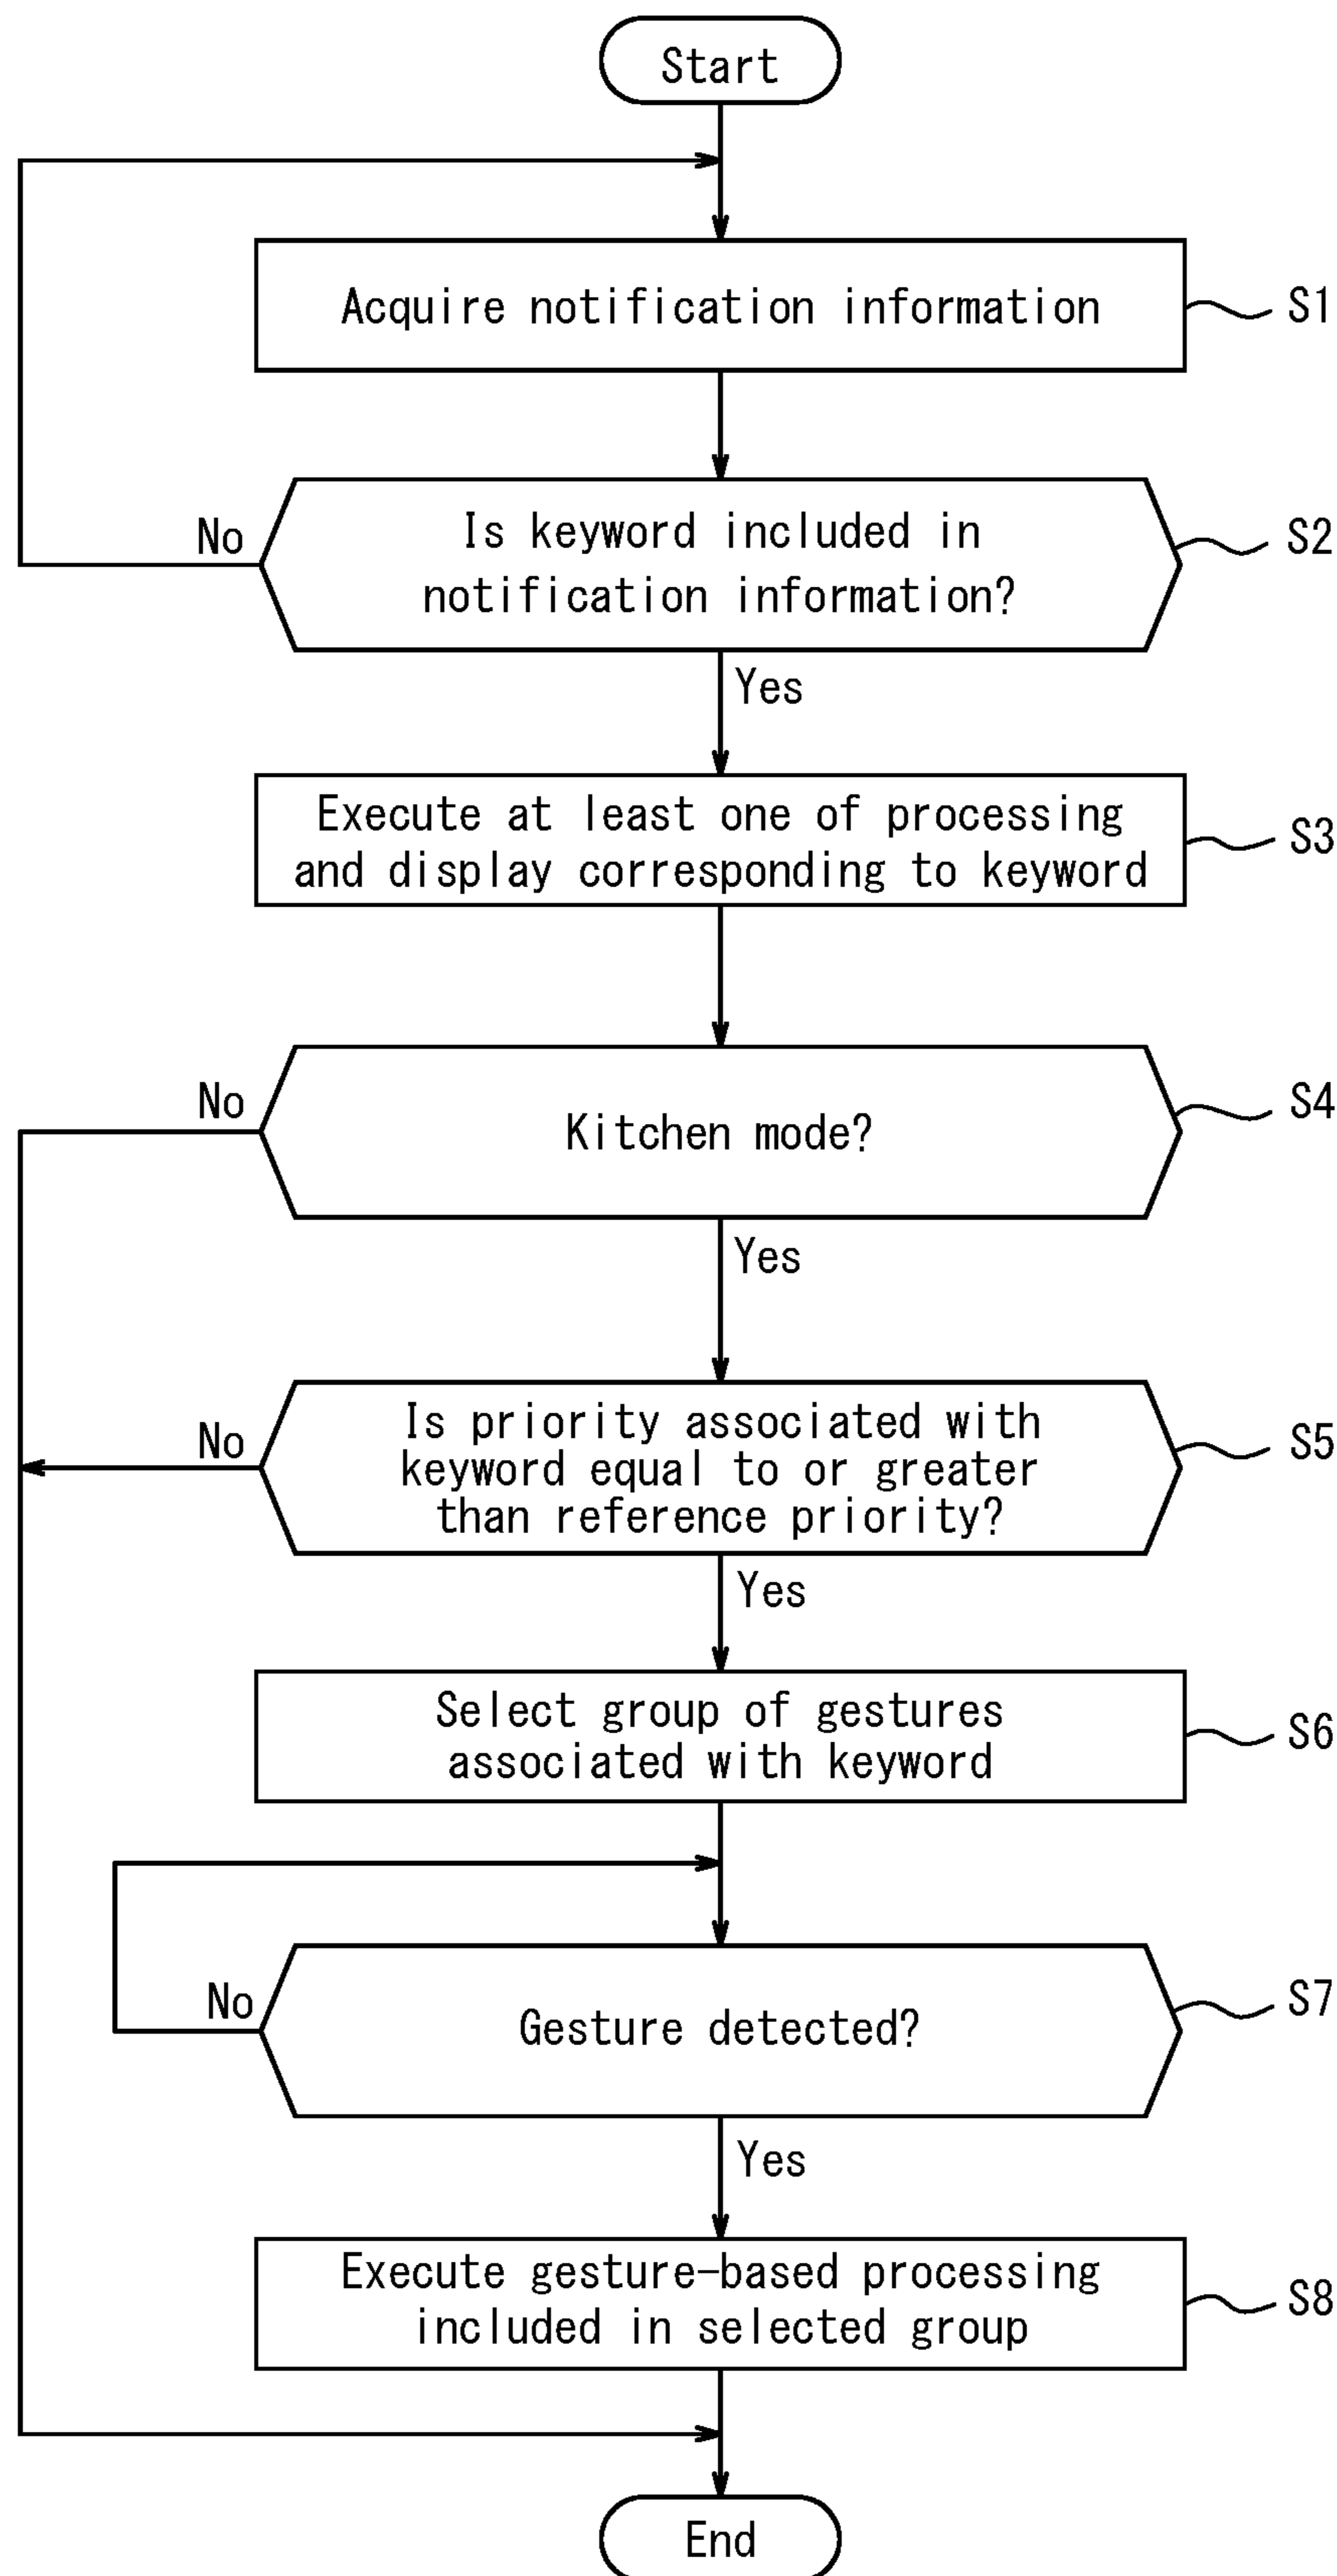 Start
Acquire notification information
S1
Is keyword included in
notification information?
S2
No
Yes
Execute at least one of processing
and display corresponding to keyword
S3
Kitchen mode?
S4
No
Yes
Is priority associated with
keyword equal to or greater
than reference priority?
S5
No
Yes
Select group of gestures
associated with keyword
S6
Gesture detected?
S7
No
Yes
Execute gesture-based processing
included in selected group
S8
End